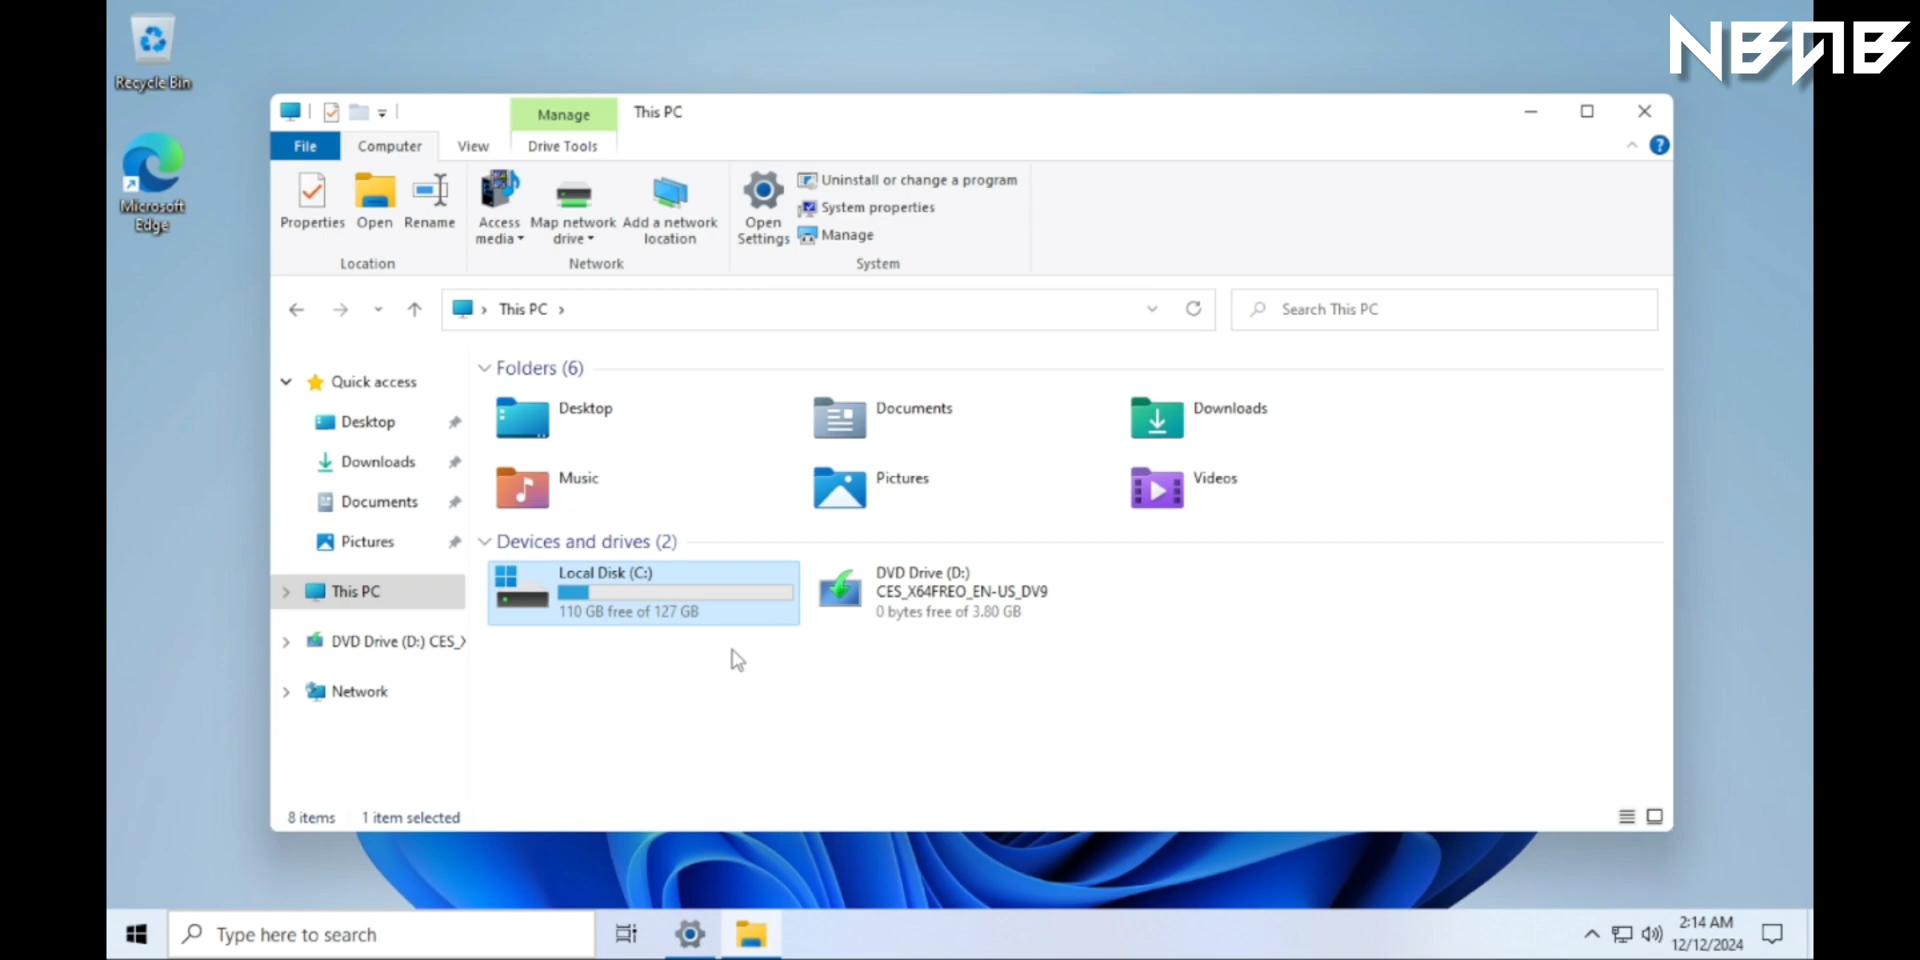 NBAB
Recycle Bin
Microsoft
Edge
Manage
This PC
File
Computer
View
Drive Tools
Properties
Open
Rename
Location
Access
media
Map network
drive
Add a network
location
Network
Open
Settings
Uninstall or change a program
System properties
Manage
System
This PC
Search This PC
Quick access
Desktop
Downloads
Documents
Pictures
This PC
DVD Drive (D:) CES_X
Network
Folders (6)
Desktop
Documents
Downloads
Music
Pictures
Videos
Devices and drives (2)
Local Disk (C:)
110 GB free of 127 GB
DVD Drive (D:)
CES_X64FREO_EN-US_DV9
0 bytes free of 3.80 GB
8 items
1 item selected
Type here to search
2:14 AM
12/12/2024